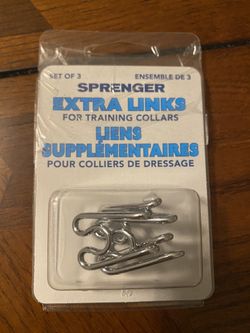 SET OF 3 ENSEMBLE DE 3
SPRENGER
EXTRA LINKS
FOR TRAINING COLLARS
LIENS
SUPPLÉMENTAIRES
POUR COLLIERS DE DRESSAGE